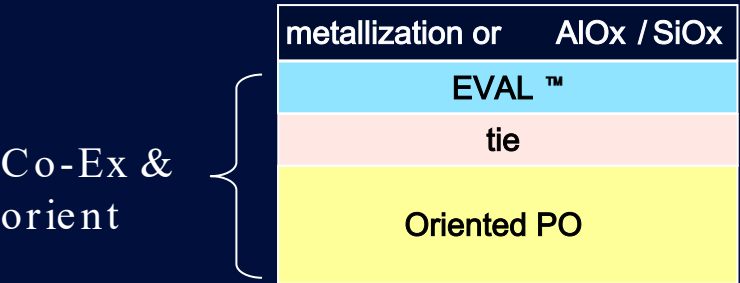 metallization or AlOx / SiOx
EVAL ™
tie
Co-Ex &
orient
Oriented PO